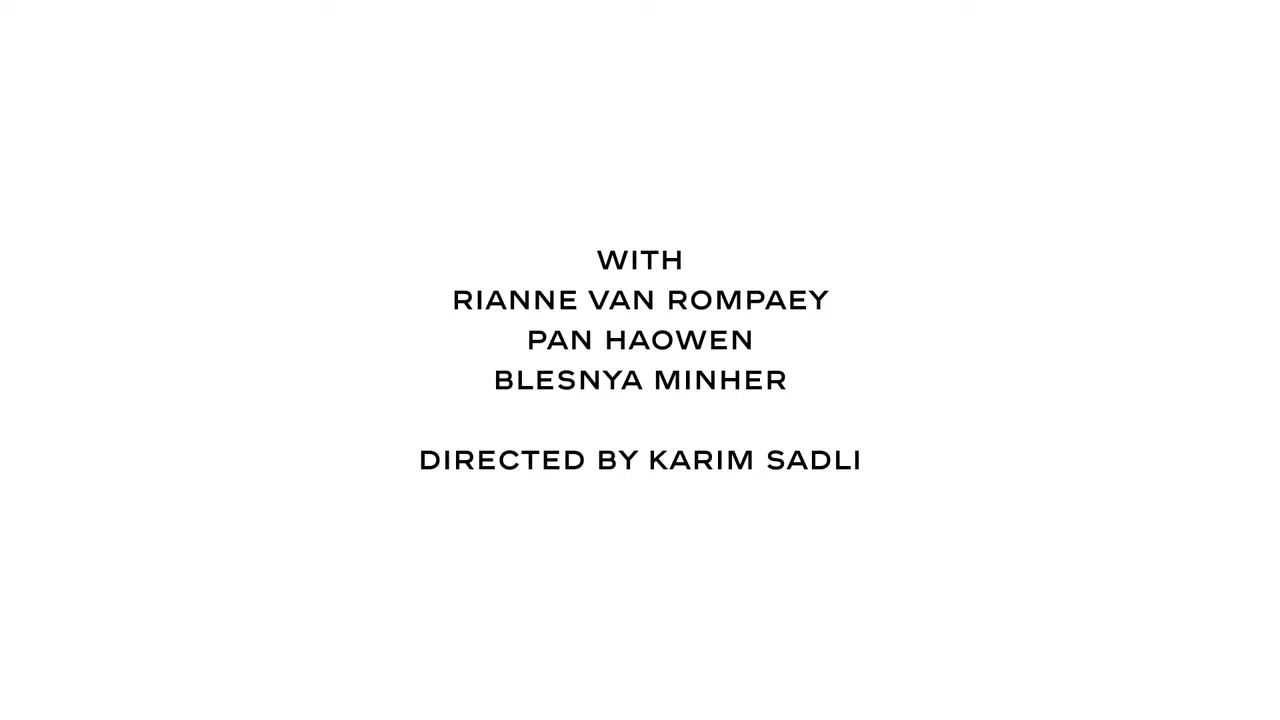 WITH
RIANNE VAN ROMPAEY
PAN HAOWEN
BLESNYA MINHER
DIRECTED BY KARIM SADLI